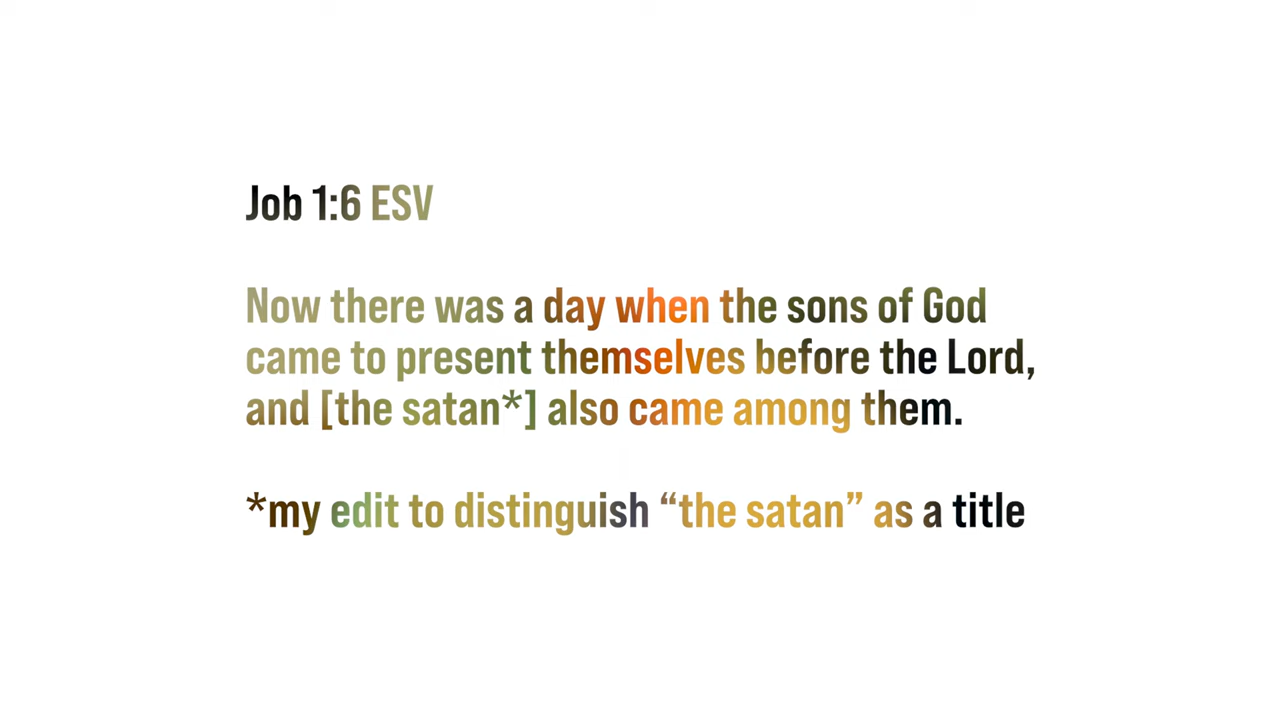 Job 1:6 ESV
Now there was a day when the sons of God
came to present themselves before the Lord,
and [the satan*] also came among them.
*my edit to distinguish “the satan” as a title